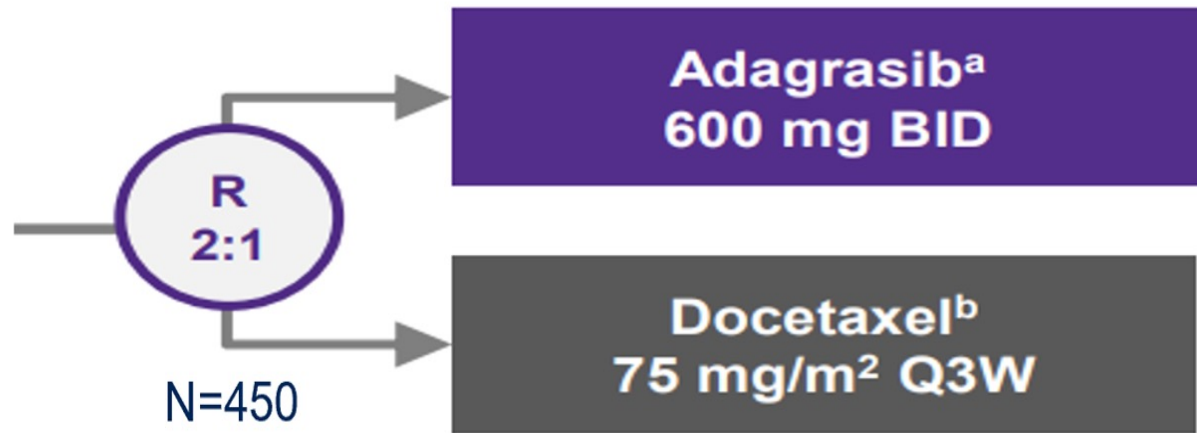 Adagrasibᵃ
600 mg BID
R
2:1
Docetaxelᵇ
75 mg/m² Q3W
N=450